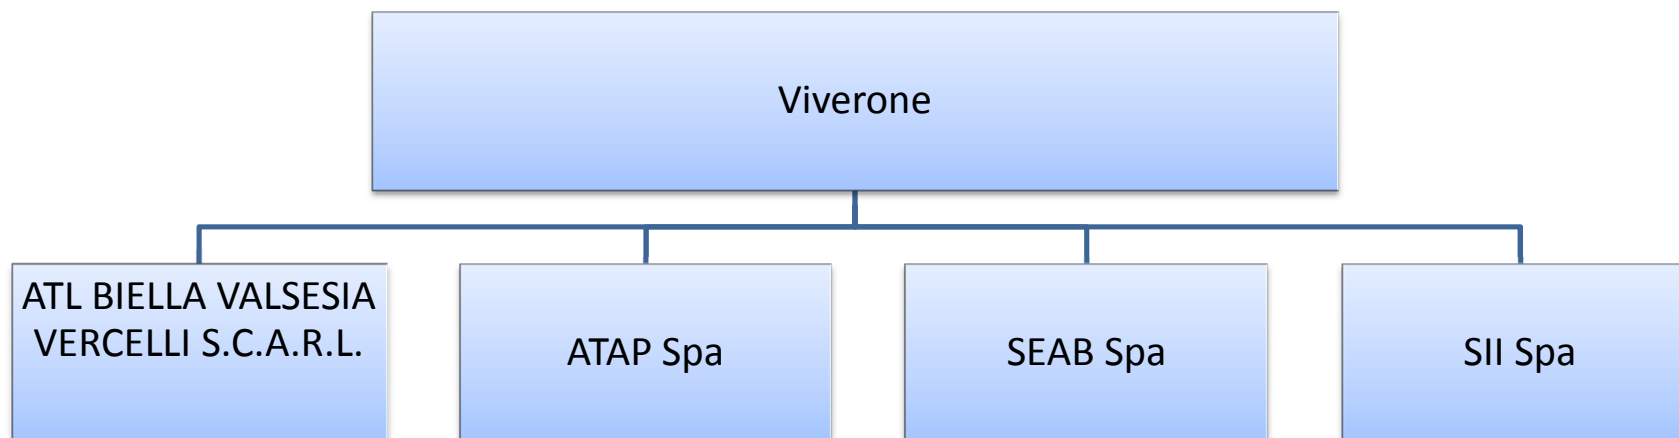 Viverone
ATL BIELLA VALSESIA
VERCELLI S.C.A.R.L.
ATAP Spa
SEAB Spa
SII Spa